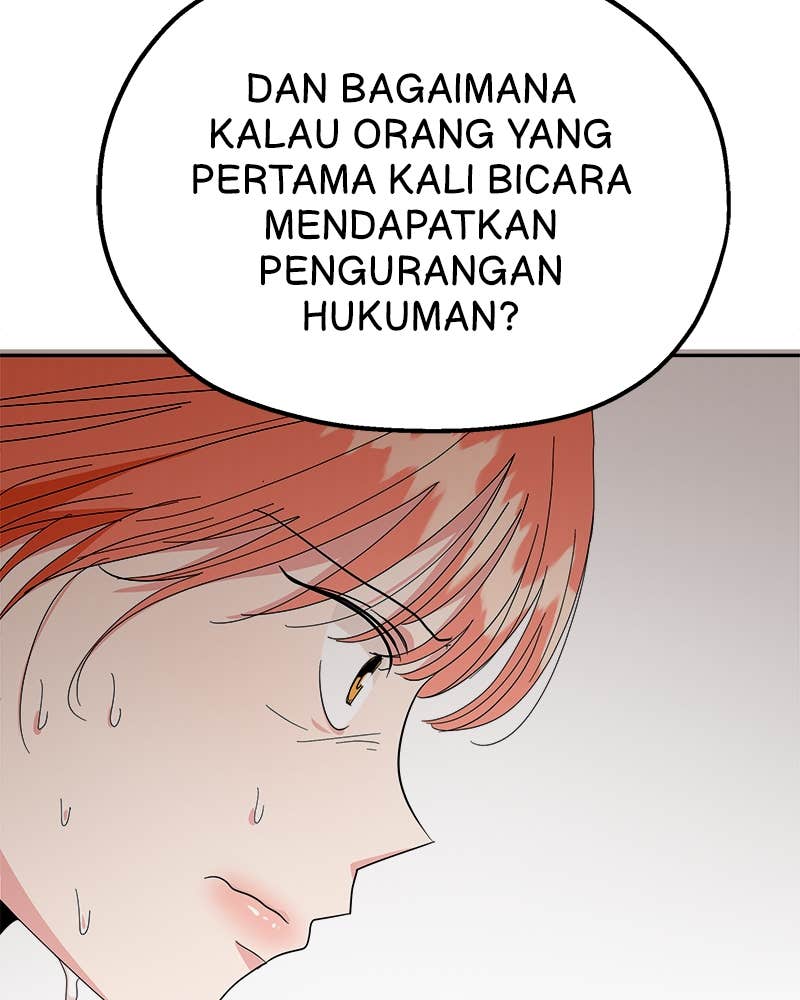 DAN BAGAIMANA
KALAU ORANG YANG
PERTAMA KALI BICARA
MENDAPATKAN
PENGURANGAN
HUKUMAN?